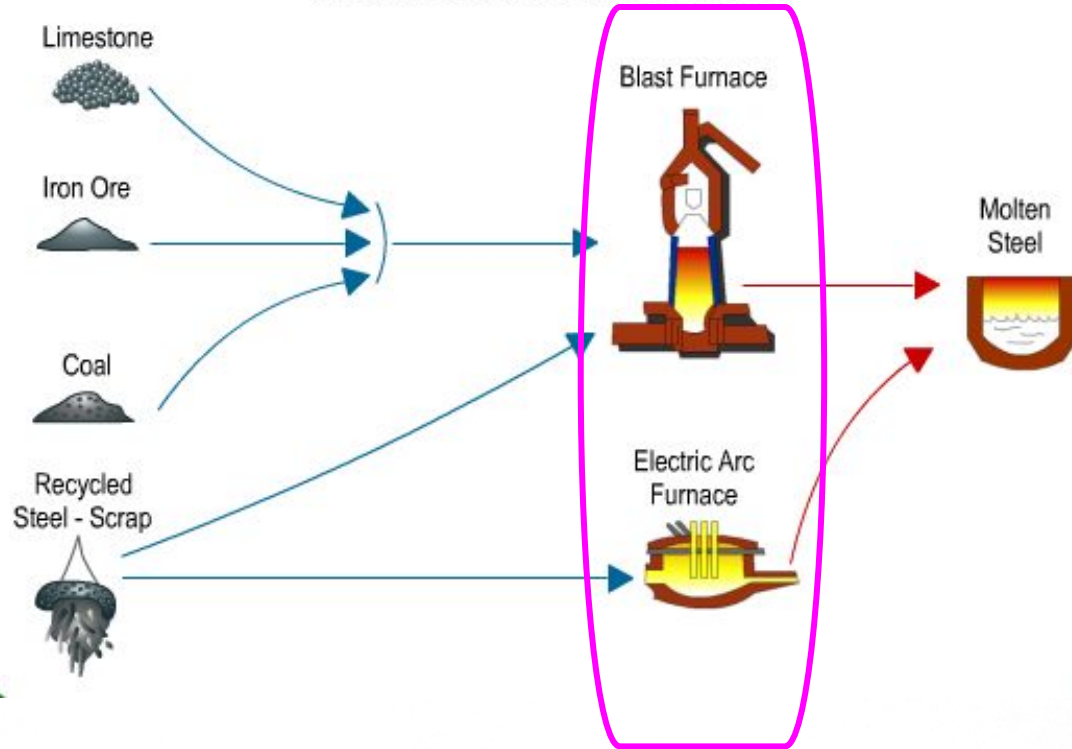 Limestone
Blast Furnace
Iron Ore
Molten
Steel
Coal
Recycled
Steel - Scrap
Electric Arc
Furnace